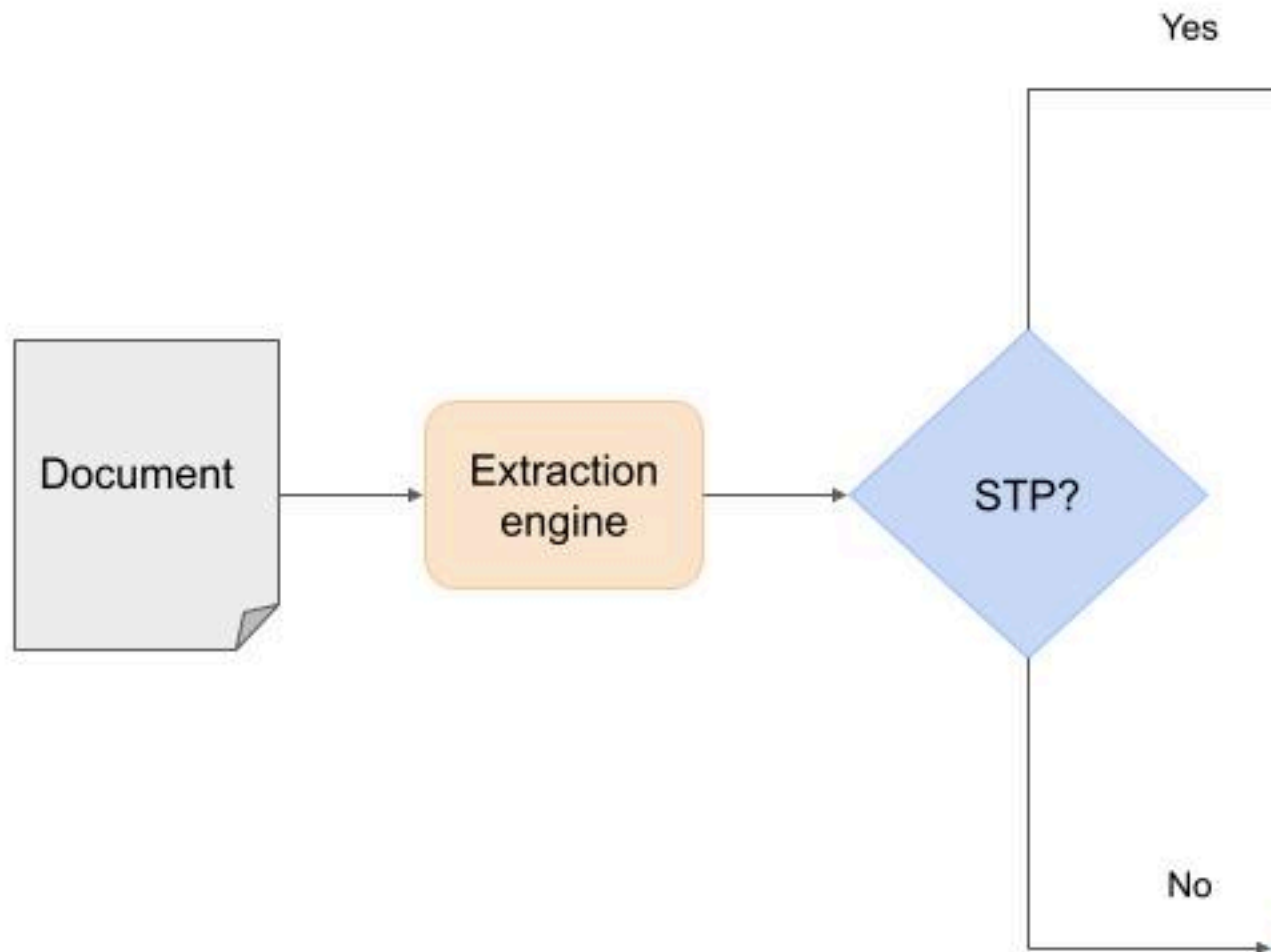 Yes
Document
Extraction
engine
STP?
No